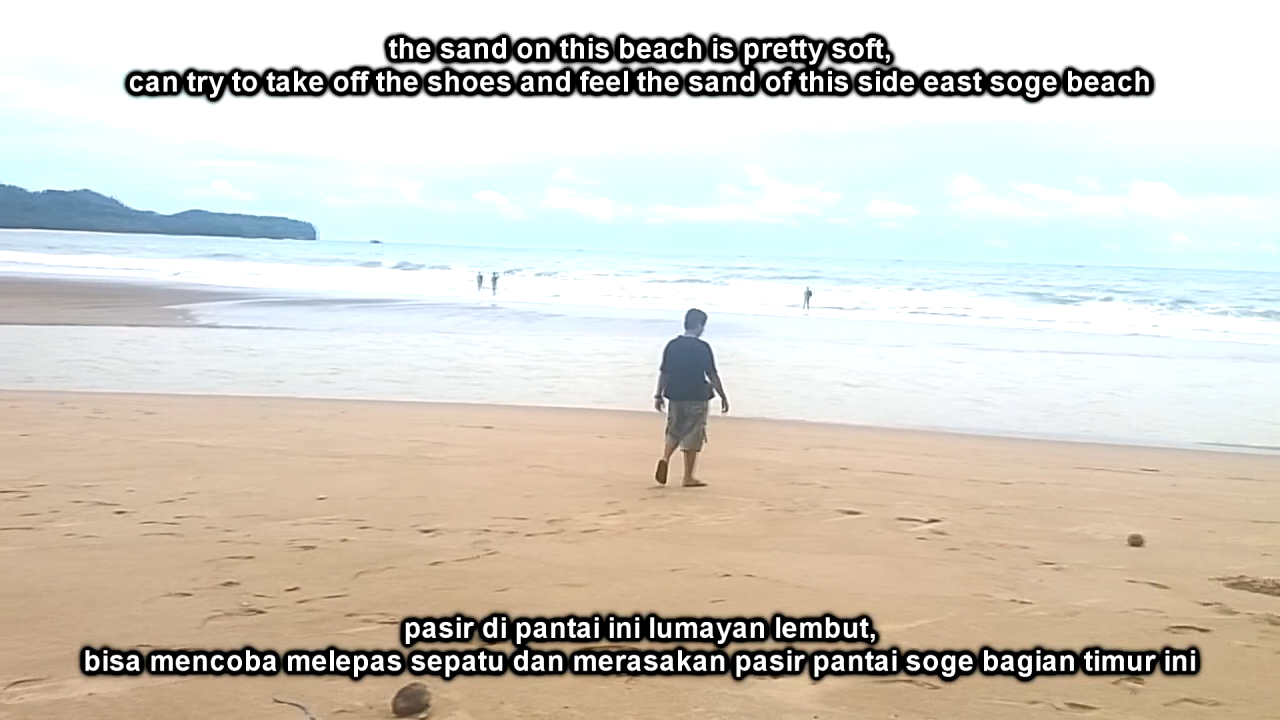 the sand on this beach is pretty soft,
can try to take off the shoes and feel the sand of this side east soge beach
pasir di pantai ini lumayan lembut,
bisa mencoba melepas sepatu dan merasakan pasir pantai soge bagian timur ini